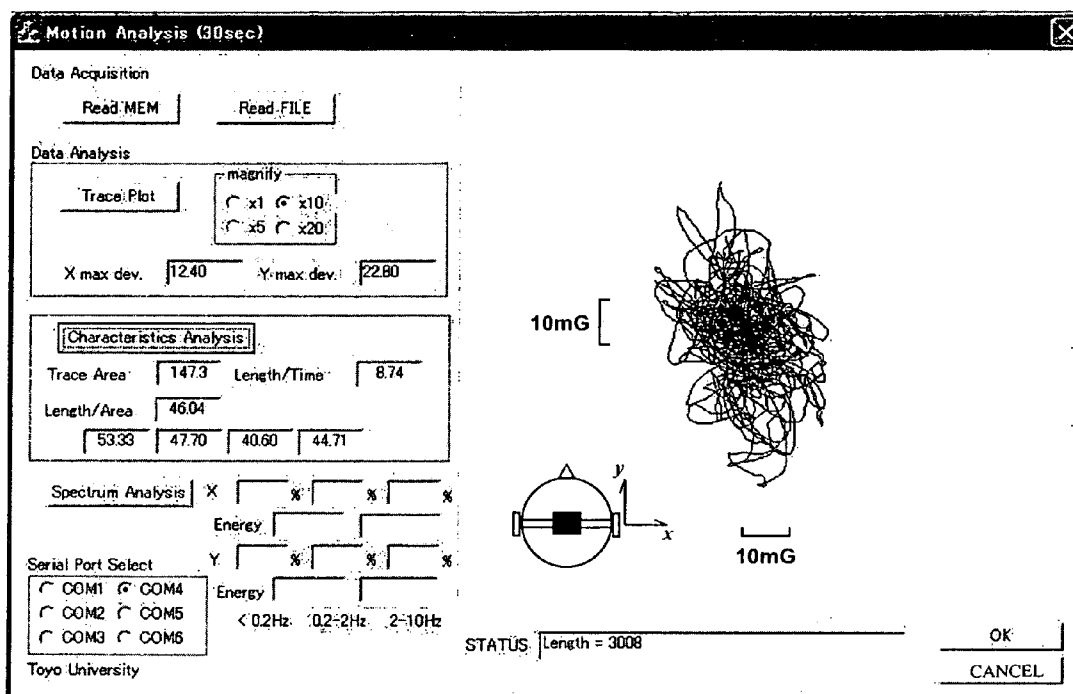 Motion Analysis (30sec)
Data Acquisition
Read MEM
Read FILE
Data Analysis
Trace Plot
magnify
x1 x10
x5 x20
X max dev. 12.40 Y max dev. 22.80
Characteristics Analysis
Trace Area 147.3 Length/Time 8.74
Length/Area 46.04
53.33 47.70 40.60 44.71
Spectrum Analysis X % % %
Energy
Y % % %
Energy
< 0.2Hz 0.2-2Hz 2-10Hz
Serial Port Select
COM1 COM4
COM2 COM5
COM3 COM6
Toyo University
10mG
y
x
10mG
STATUS Length = 3008
OK
CANCEL